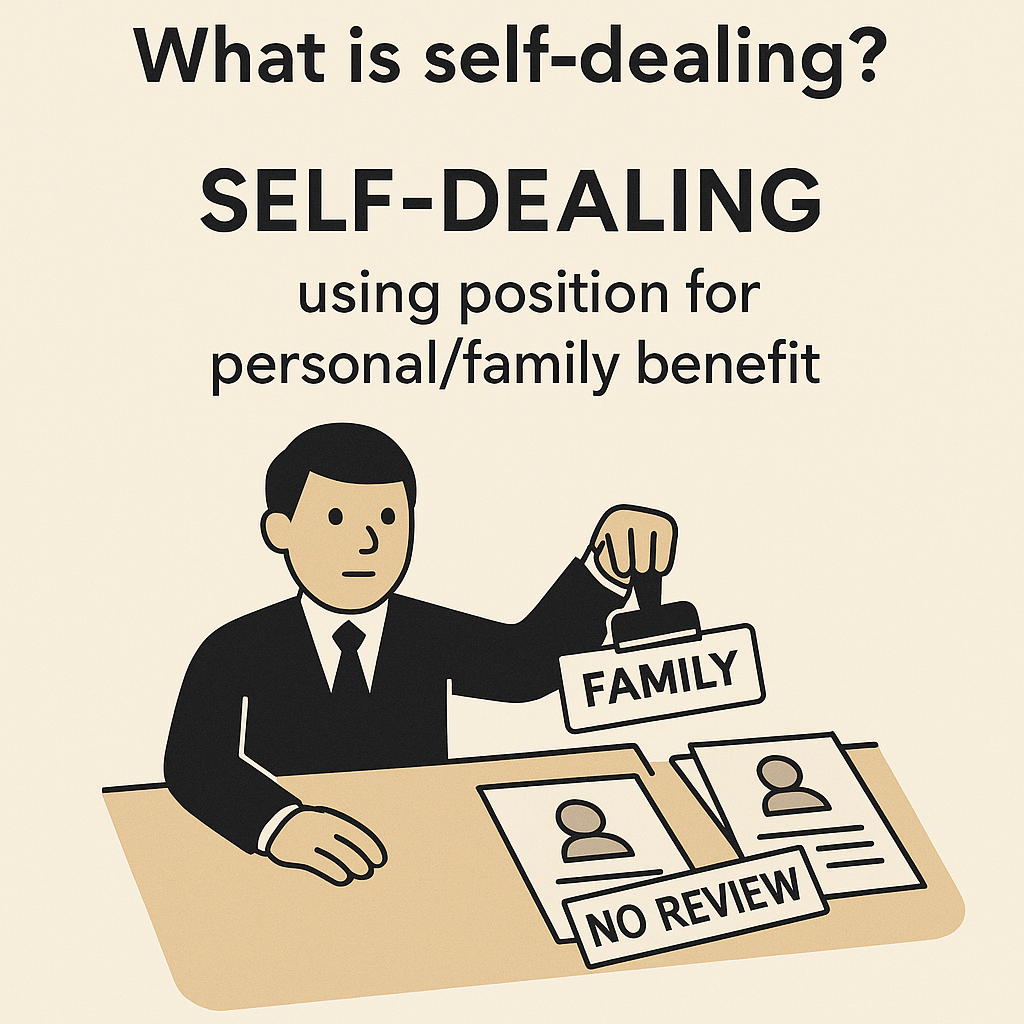 What is self-dealing?
SELF-DEALING
using position for
personal/family benefit
FAMILY
NO REVIEW